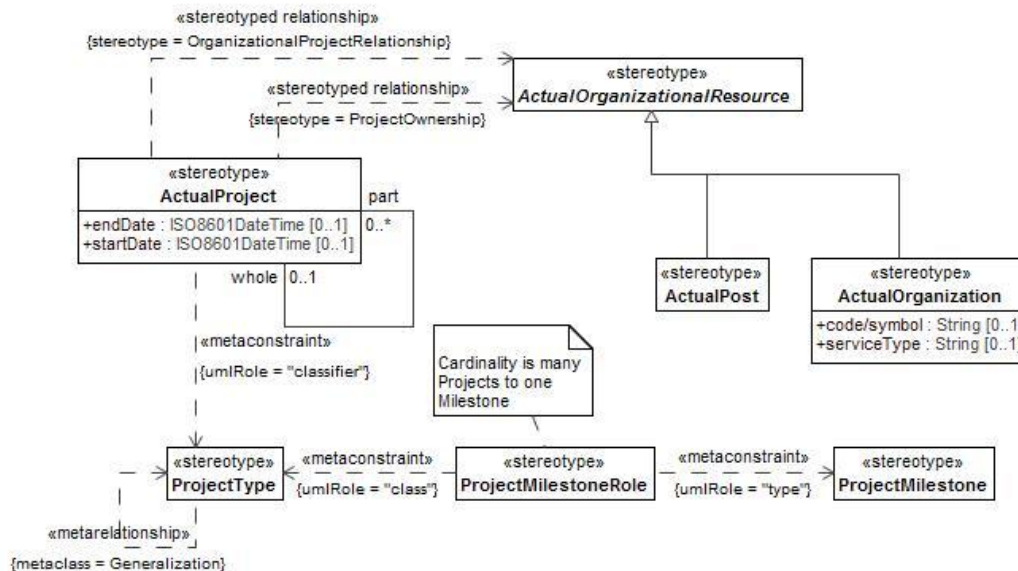 «stereotyped relationship»
{stereotype = OrganizationalProjectRelationship}
«stereotype»
ActualOrganizationalResource
«stereotyped relationship»
{stereotype = ProjectOwnership}
«stereotype»
ActualProject
+endDate : ISO8601DateTime [0..1]
+startDate : ISO8601DateTime [0..1]
part
0..*
whole
0..1
«stereotype»
ActualPost
«stereotype»
ActualOrganization
+code/symbol : String [0..1
+serviceType : String [0..1
«metaconstraint»
{umlRole = "classifier"}
Cardinality is many
Projects to one
Milestone
«stereotype»
ProjectType
«metaconstraint»
{umlRole = "class"}
«stereotype»
ProjectMilestoneRole
«metaconstraint»
{umlRole = "type"}
«stereotype»
ProjectMilestone
«metarelationship»
{metaclass = Generalization}